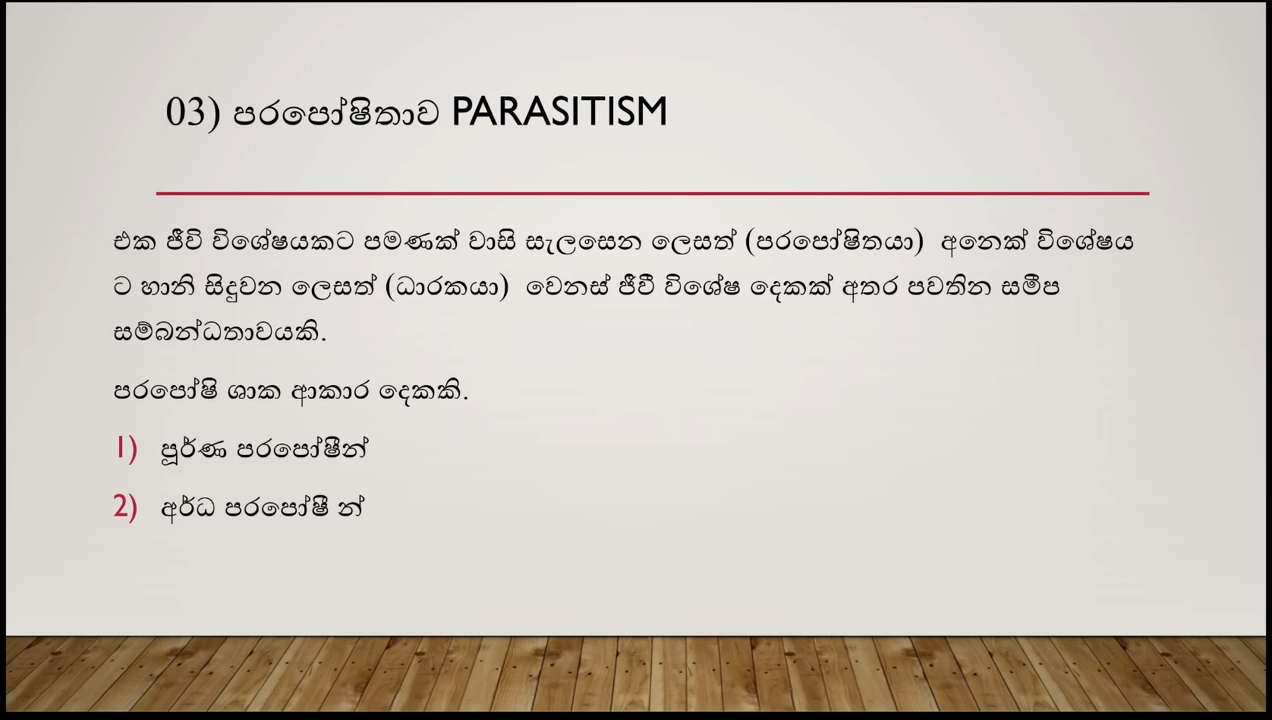 03) පරපෝෂිතාව PARASITISM
එක ජීවි විශේෂයකට පමණක් වාසි සැලසෙන ලෙසත් (පරපෝෂිතයා) අනෙක් විශේෂය
ට හානි සිදුවන ලෙසත් (ධාරකයා) වෙනස් ජීවී විශේෂ දෙකක් අතර පවතින සමීප
සම්බන්ධතාවයකි.
පරපෝෂි ශාක ආකාර දෙකකි.
1) පූර්ණ පරපෝෂීන්
2) අර්ධ පරපෝෂී න්